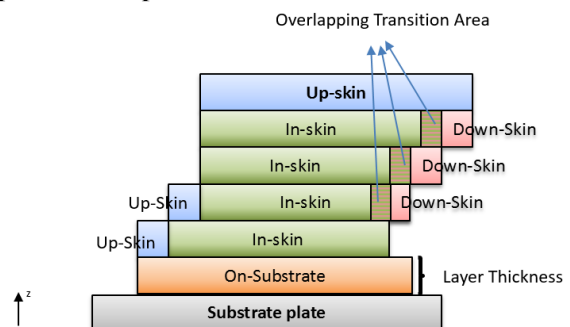 Overlapping Transition Area
Up-skin
In-skin Down-Skin
In-skin Down-Skin
Up-Skin In-skin Down-Skin
Up-Skin In-skin
On-Substrate Layer Thickness
z
Substrate plate